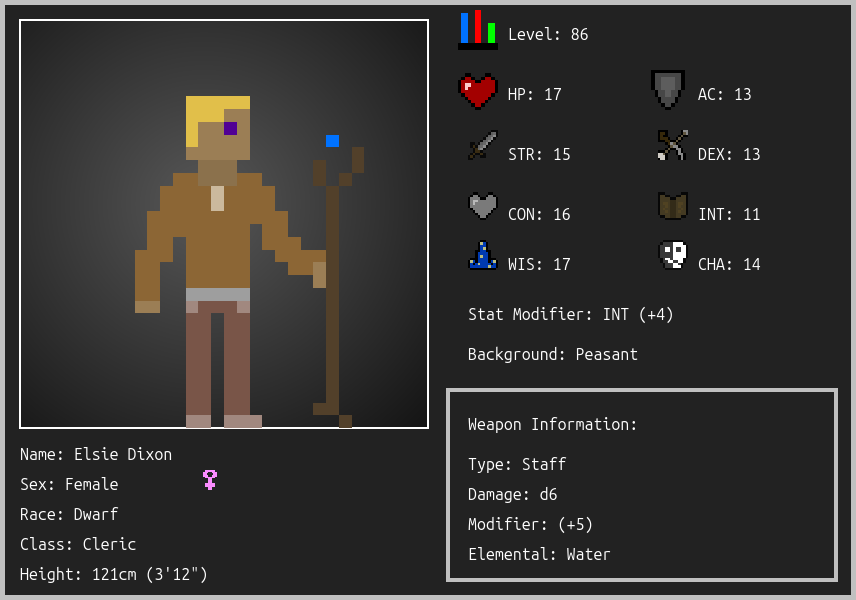 Level: 86
HP: 17
AC: 13
STR: 15
DEX: 13
CON: 16
INT: 11
WIS: 17
CHA: 14
Stat Modifier: INT (+4)
Background: Peasant
Weapon Information:
Type: Staff
Damage: d6
Modifier: (+5)
Elemental: Water
Name: Elsie Dixon
Sex: Female
Race: Dwarf
Class: Cleric
Height: 121cm (3'12")